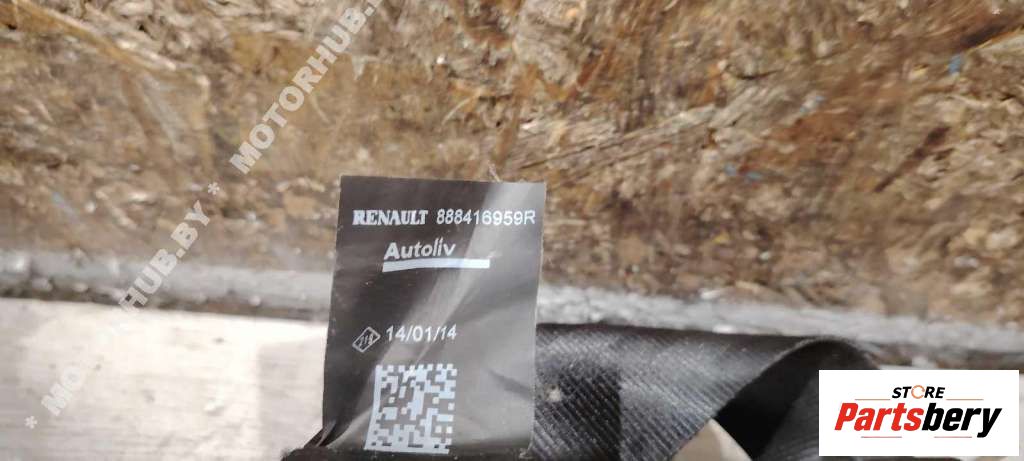 * MOTORHUB.BY * MOTORHUB.BY
RENAULT 888416959R
Autoliv
14/01/14
STORE
Partsbery